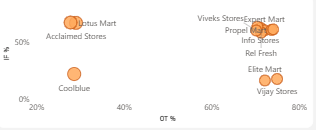 Viveks Stores
Expert Mart
Lotus Mart
Propel Mart
Acclaimed Stores
Info Stores
50%
IF %
Rel Fresh
Elite Mart
Coolblue
Vijay Stores
0%
20%
40%
60%
80%
OT %